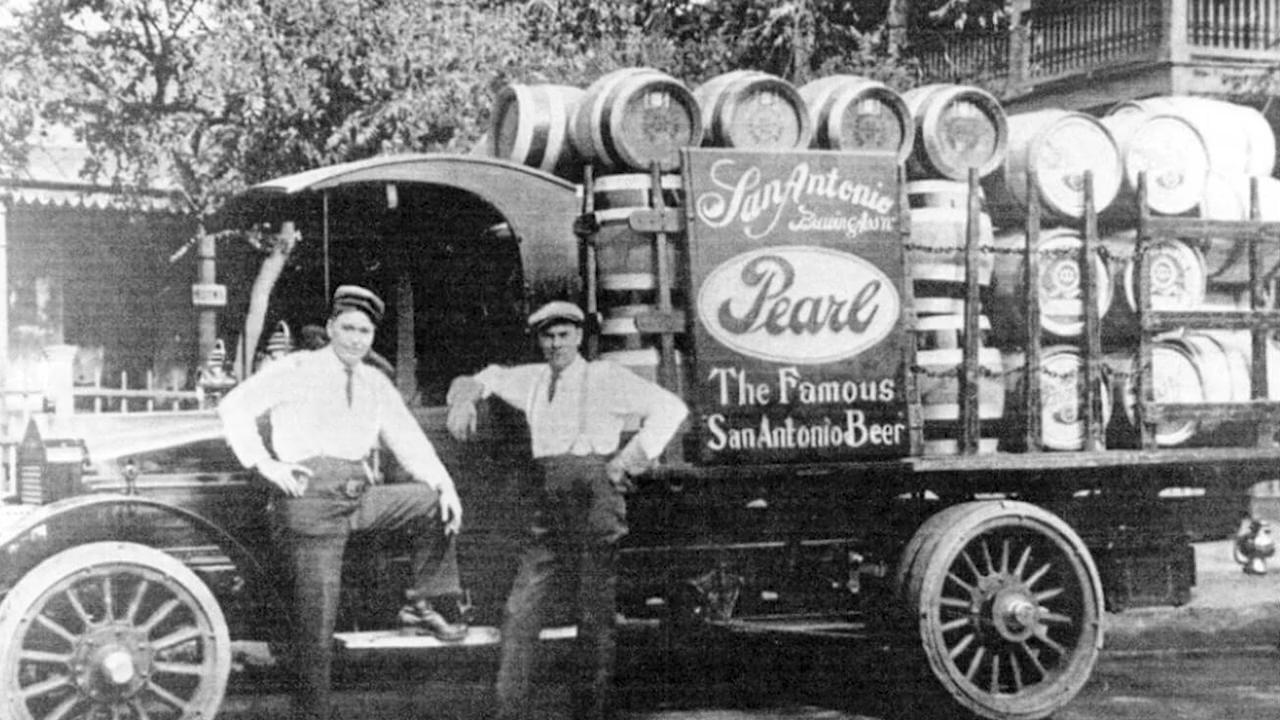 San Antonio
Brewing Ass'n
Pearl
The Famous
San Antonio Beer